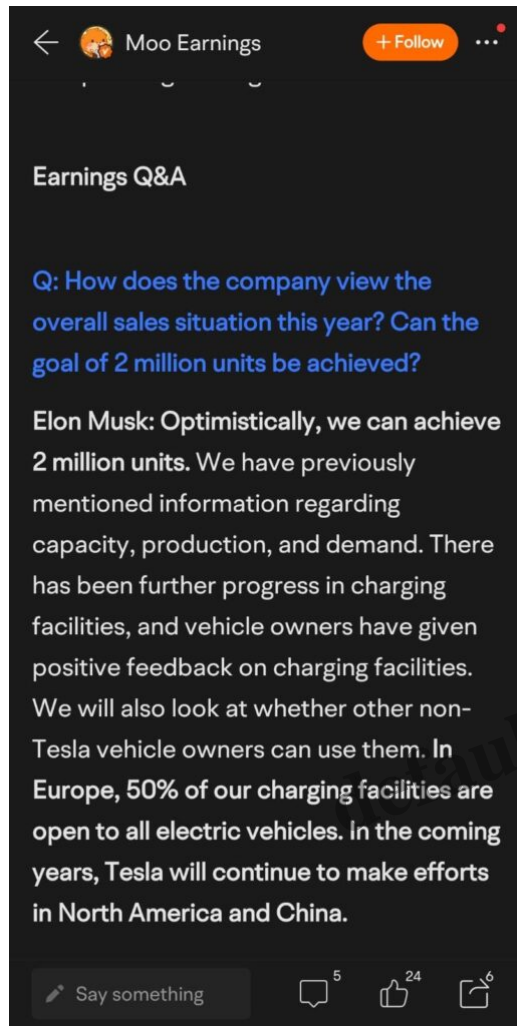 Moo Earnings
+ Follow
Earnings Q&A
Q: How does the company view the
overall sales situation this year? Can the
goal of 2 million units be achieved?
Elon Musk: Optimistically, we can achieve
2 million units. We have previously
mentioned information regarding
capacity, production, and demand. There
has been further progress in charging
facilities, and vehicle owners have given
positive feedback on charging facilities.
We will also look at whether other non-
Tesla vehicle owners can use them. In
Europe, 50% of our charging facilities are
open to all electric vehicles. In the coming
years, Tesla will continue to make efforts
in North America and China.
Say something
5
24
6